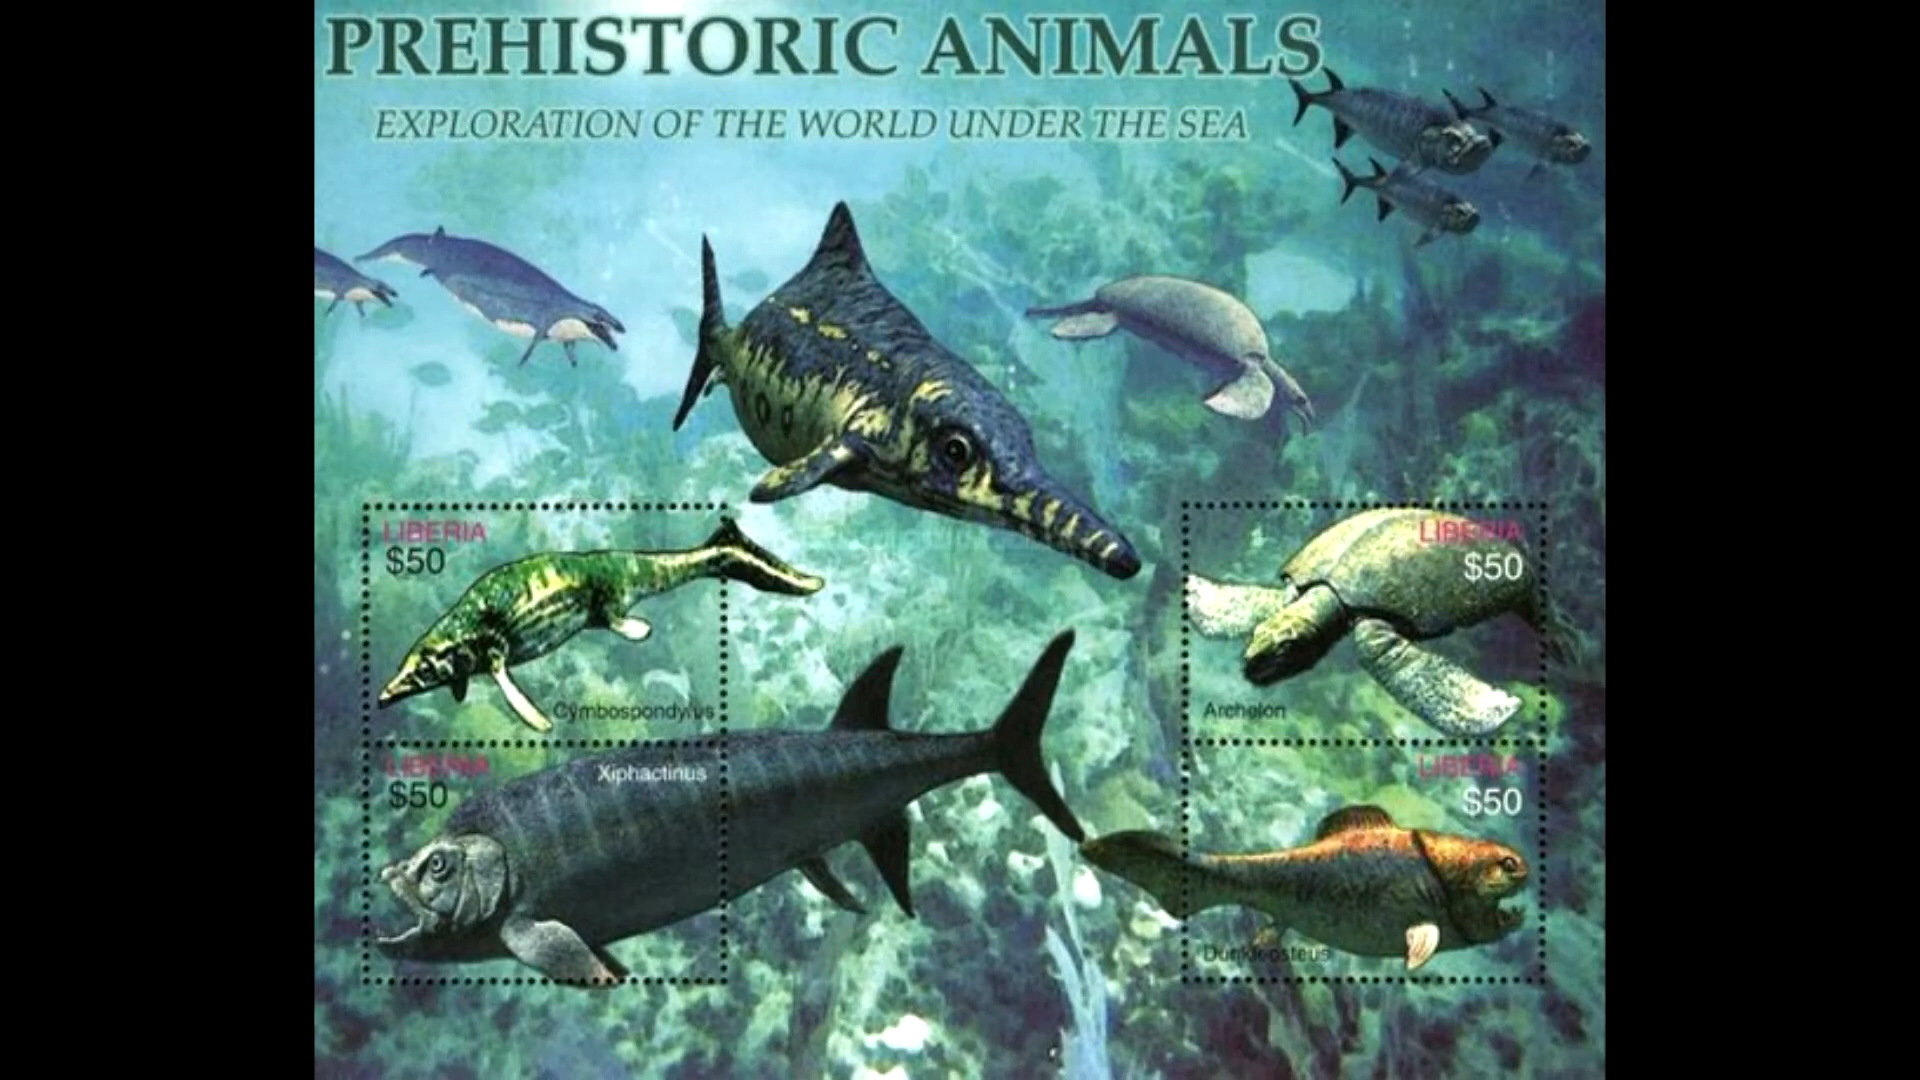 PREHISTORIC ANIMALS
EXPLORATION OF THE WORLD UNDER THE SEA
LIBERIA
$50
Cymbospondylus
LIBERIA
$50
Archelon
LIBERIA
$50
Xiphactinus
LIBERIA
$50
Dunkleosteus